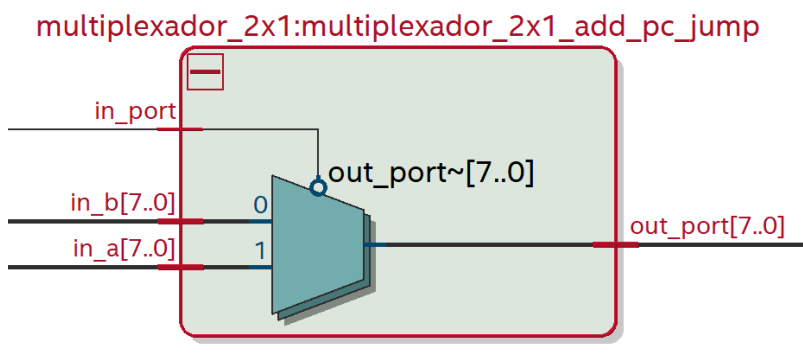 multiplexador_2x1:multiplexador_2x1_add_pc_jump
in_port
out_port~[7..0]
in_b[7..0]
0
in_a[7..0]
1
out_port[7..0]